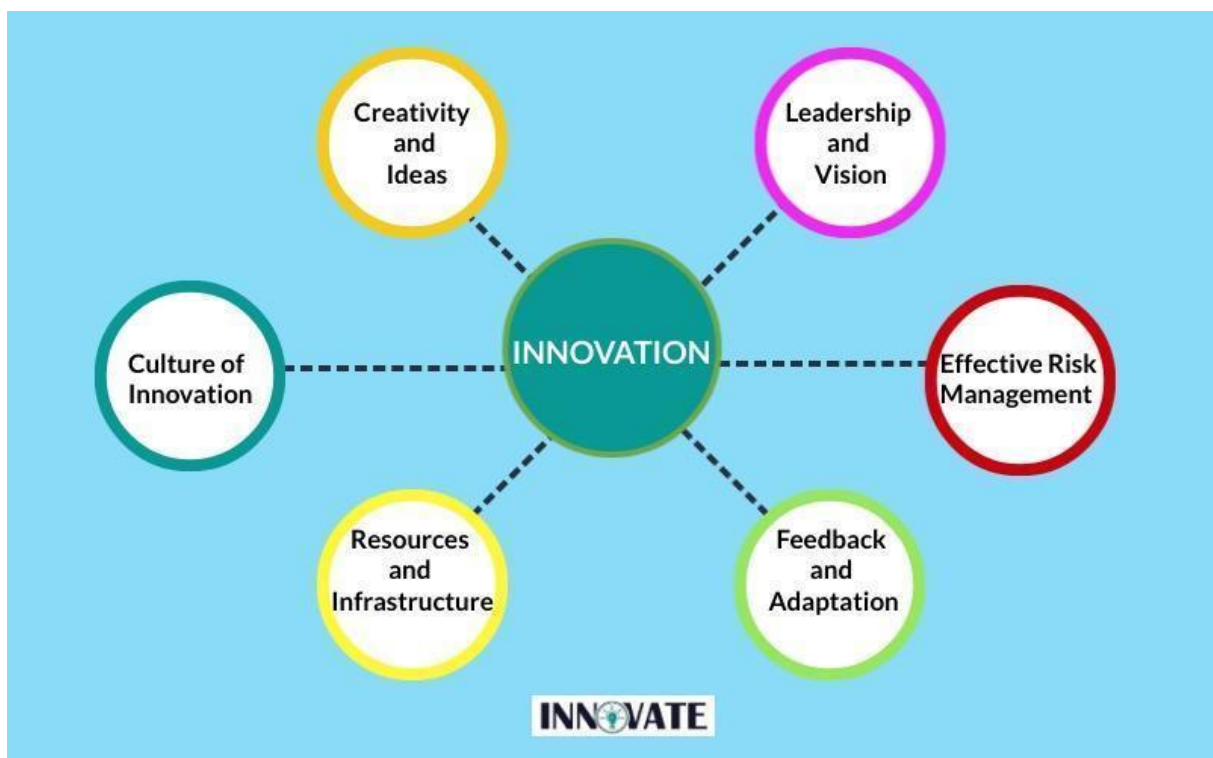 Creativity
and
Ideas
Leadership
and
Vision
INNOVATION
Culture of
Innovation
Effective Risk
Management
Resources
and
Infrastructure
Feedback
and
Adaptation
INNOVATE